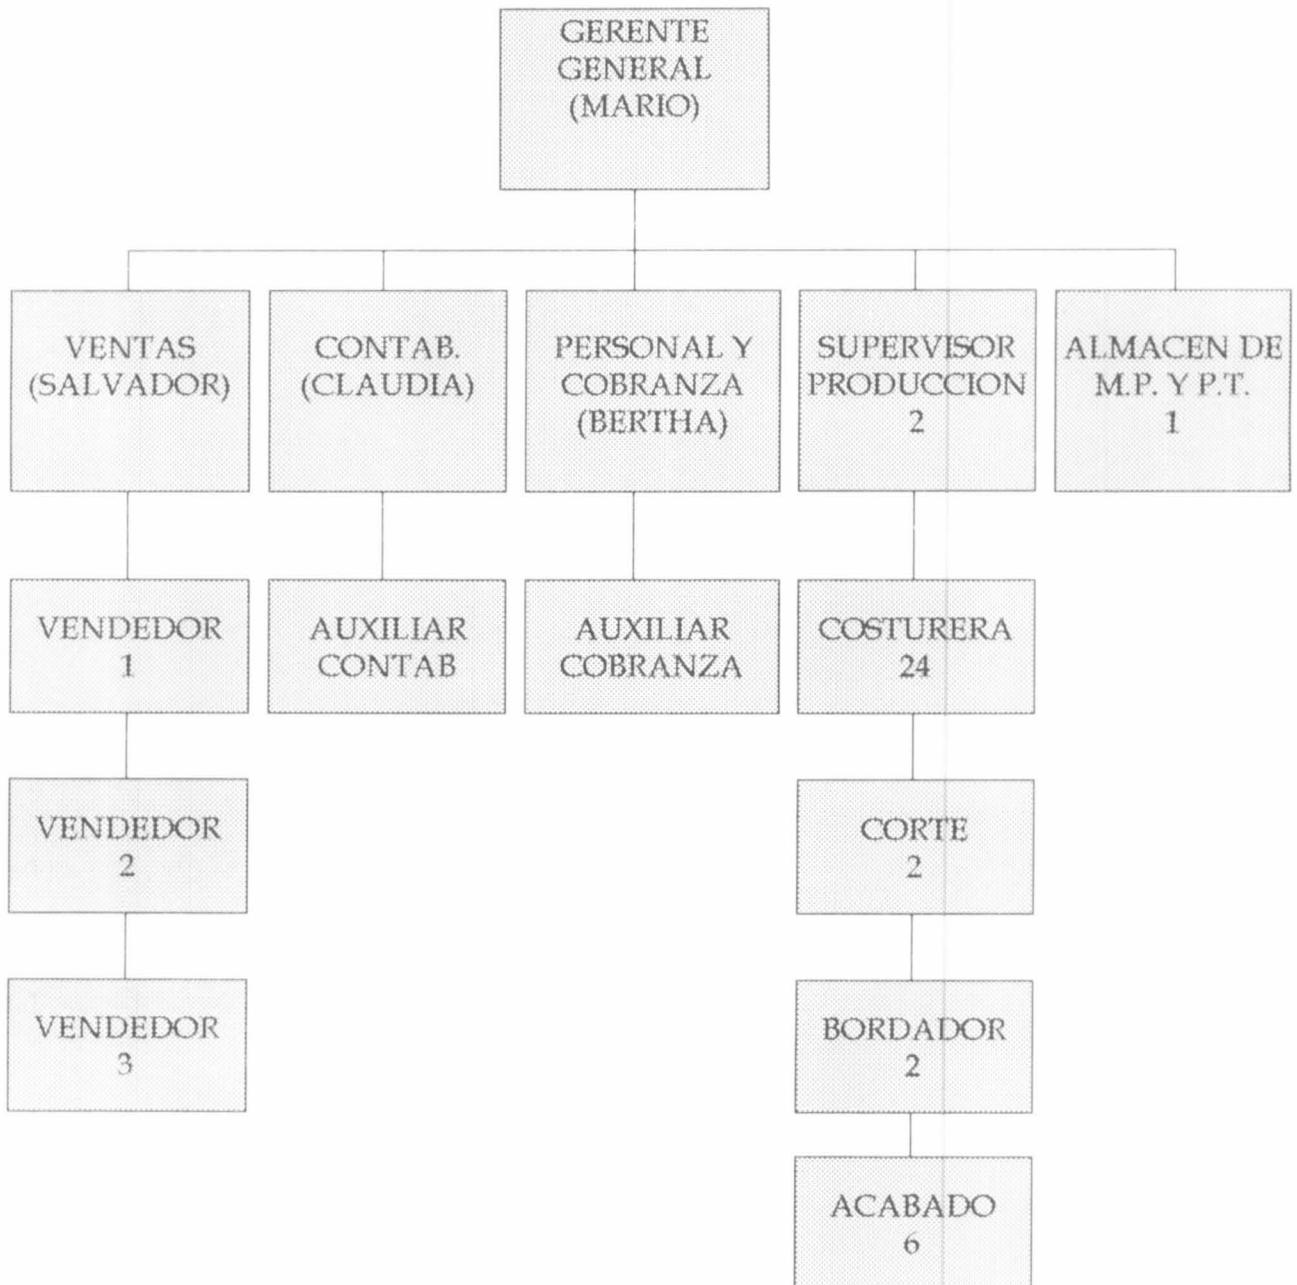 GERENTE
GENERAL
(MARIO)
VENTAS
(SALVADOR)
CONTAB.
(CLAUDIA)
PERSONAL Y
COBRANZA
(BERTHA)
SUPERVISOR
PRODUCCION
2
ALMACEN DE
M.P. Y P.T.
1
VENDEDOR
1
AUXILIAR
CONTAB
AUXILIAR
COBRANZA
COSTURERA
24
VENDEDOR
2
CORTE
2
VENDEDOR
3
BORDADOR
2
ACABADO
6